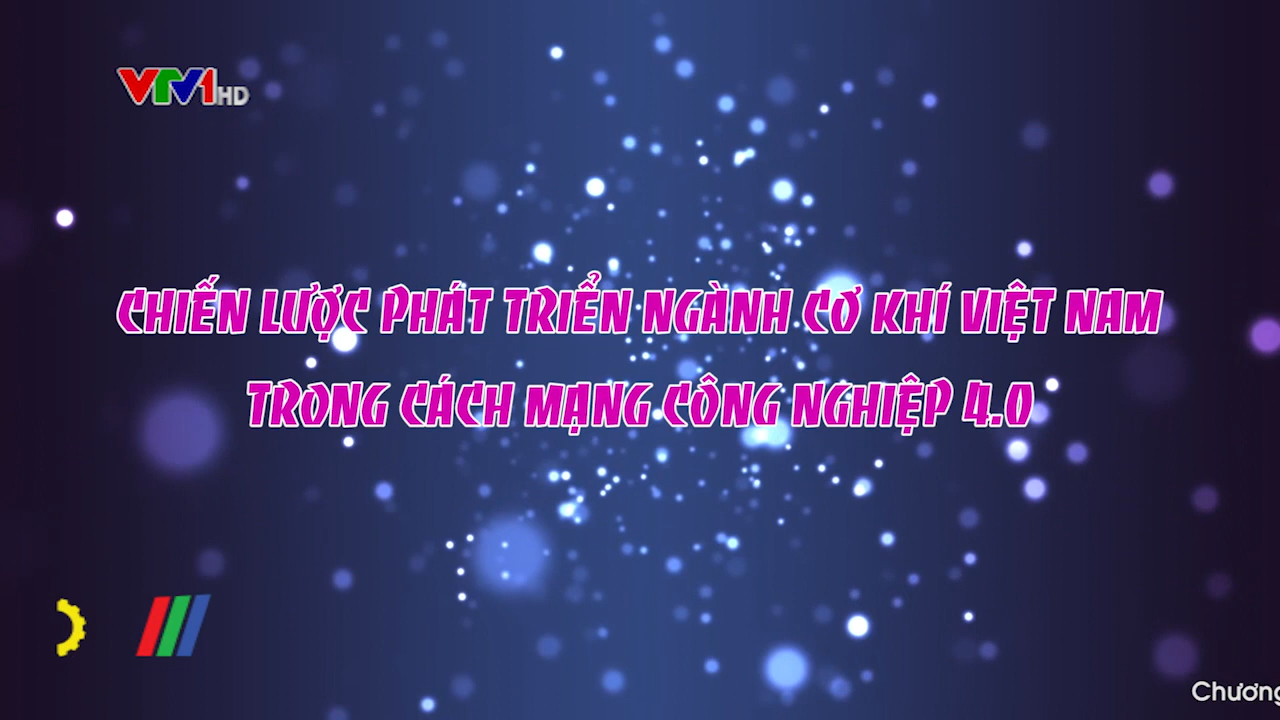 VTV1HD
CHIẾN LƯỢC PHÁT TRIỂN NGÀNH CƠ KHÍ VIỆT NAM
TRONG CÁCH MẠNG CÔNG NGHIỆP 4.0
Chương